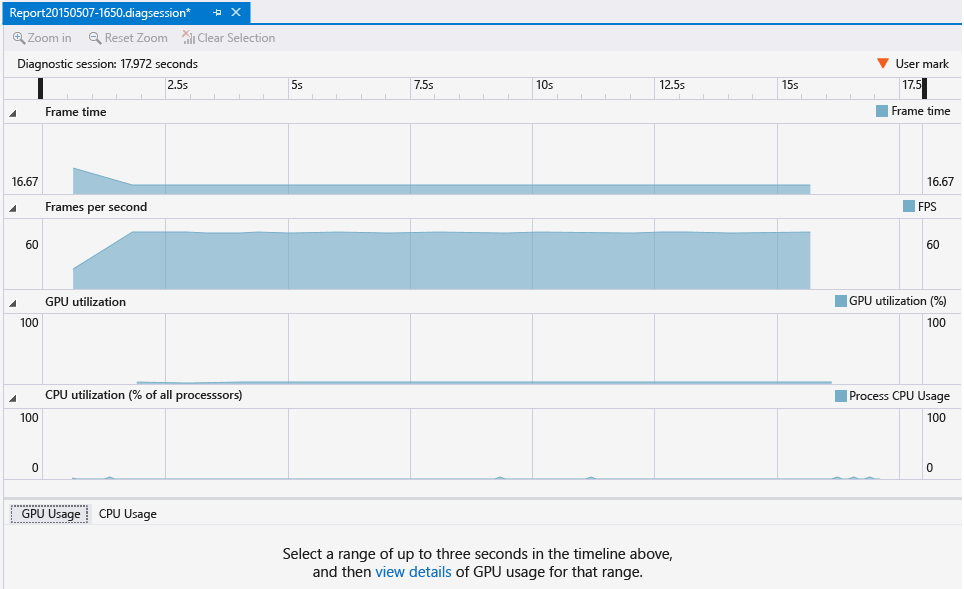 Report20150507-1650.diagsession*
Zoom in Reset Zoom Clear Selection
Diagnostic session: 17.972 seconds User mark
2.5s 5s 7.5s 10s 12.5s 15s 17.5
Frame time Frame time
16.67 16.67
Frames per second FPS
60 60
GPU utilization GPU utilization (%)
100 100
CPU utilization (% of all processsors) Process CPU Usage
100 100
0 0
GPU Usage CPU Usage
Select a range of up to three seconds in the timeline above,
and then view details of GPU usage for that range.